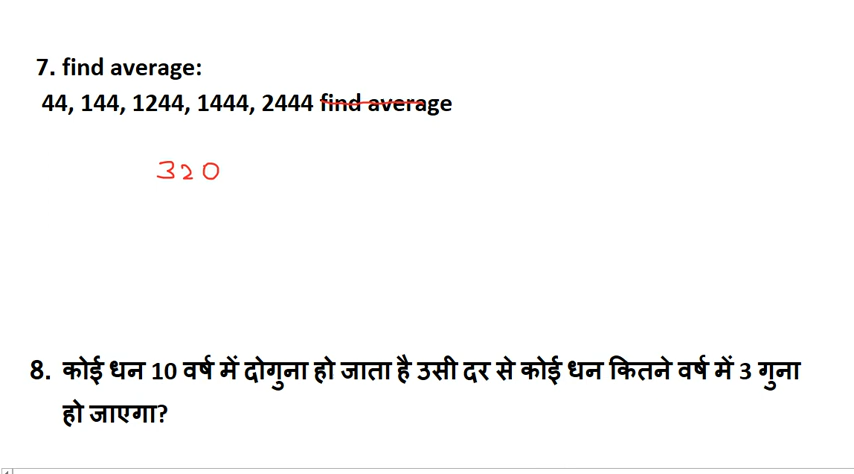 7. find average:
44, 144, 1244, 1444, 2444 find average
320
8. कोई धन 10 वर्ष में दोगुना हो जाता है उसी दर से कोई धन कितने वर्ष में 3 गुना
हो जाएगा?